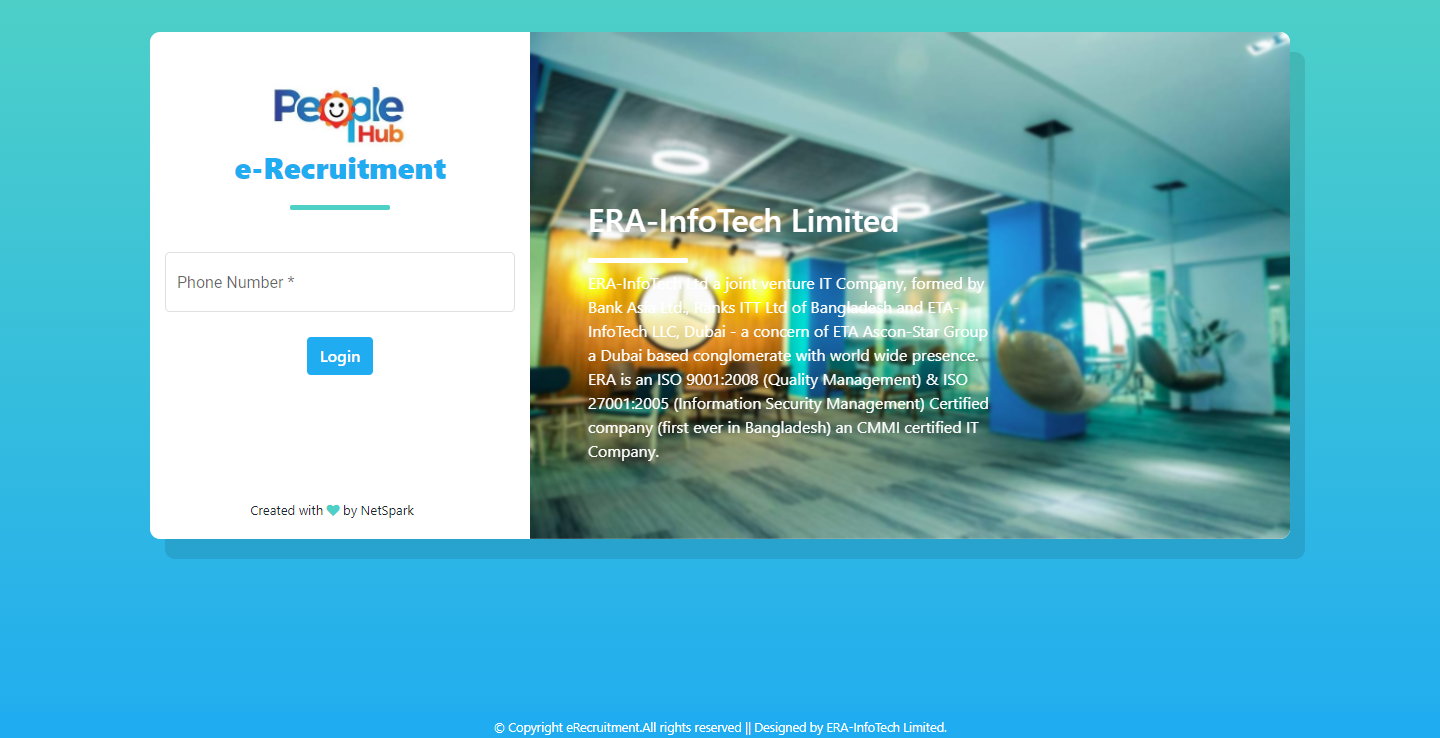 People
Hub
e-Recruitment
Phone Number *
Login
Created with by NetSpark
ERA-InfoTech Limited
ERA-InfoTech Ltd a joint venture IT Company, formed by
Bank Asia Ltd., Ranks ITT Ltd of Bangladesh and ETA-
InfoTech LLC, Dubai - a concern of ETA Ascon-Star Group
a Dubai based conglomerate with world wide presence.
ERA is an ISO 9001:2008 (Quality Management) & ISO
27001:2005 (Information Security Management) Certified
company (first ever in Bangladesh) an CMMI certified IT
Company.
© Copyright eRecruitment.All rights reserved || Designed by ERA-InfoTech Limited.